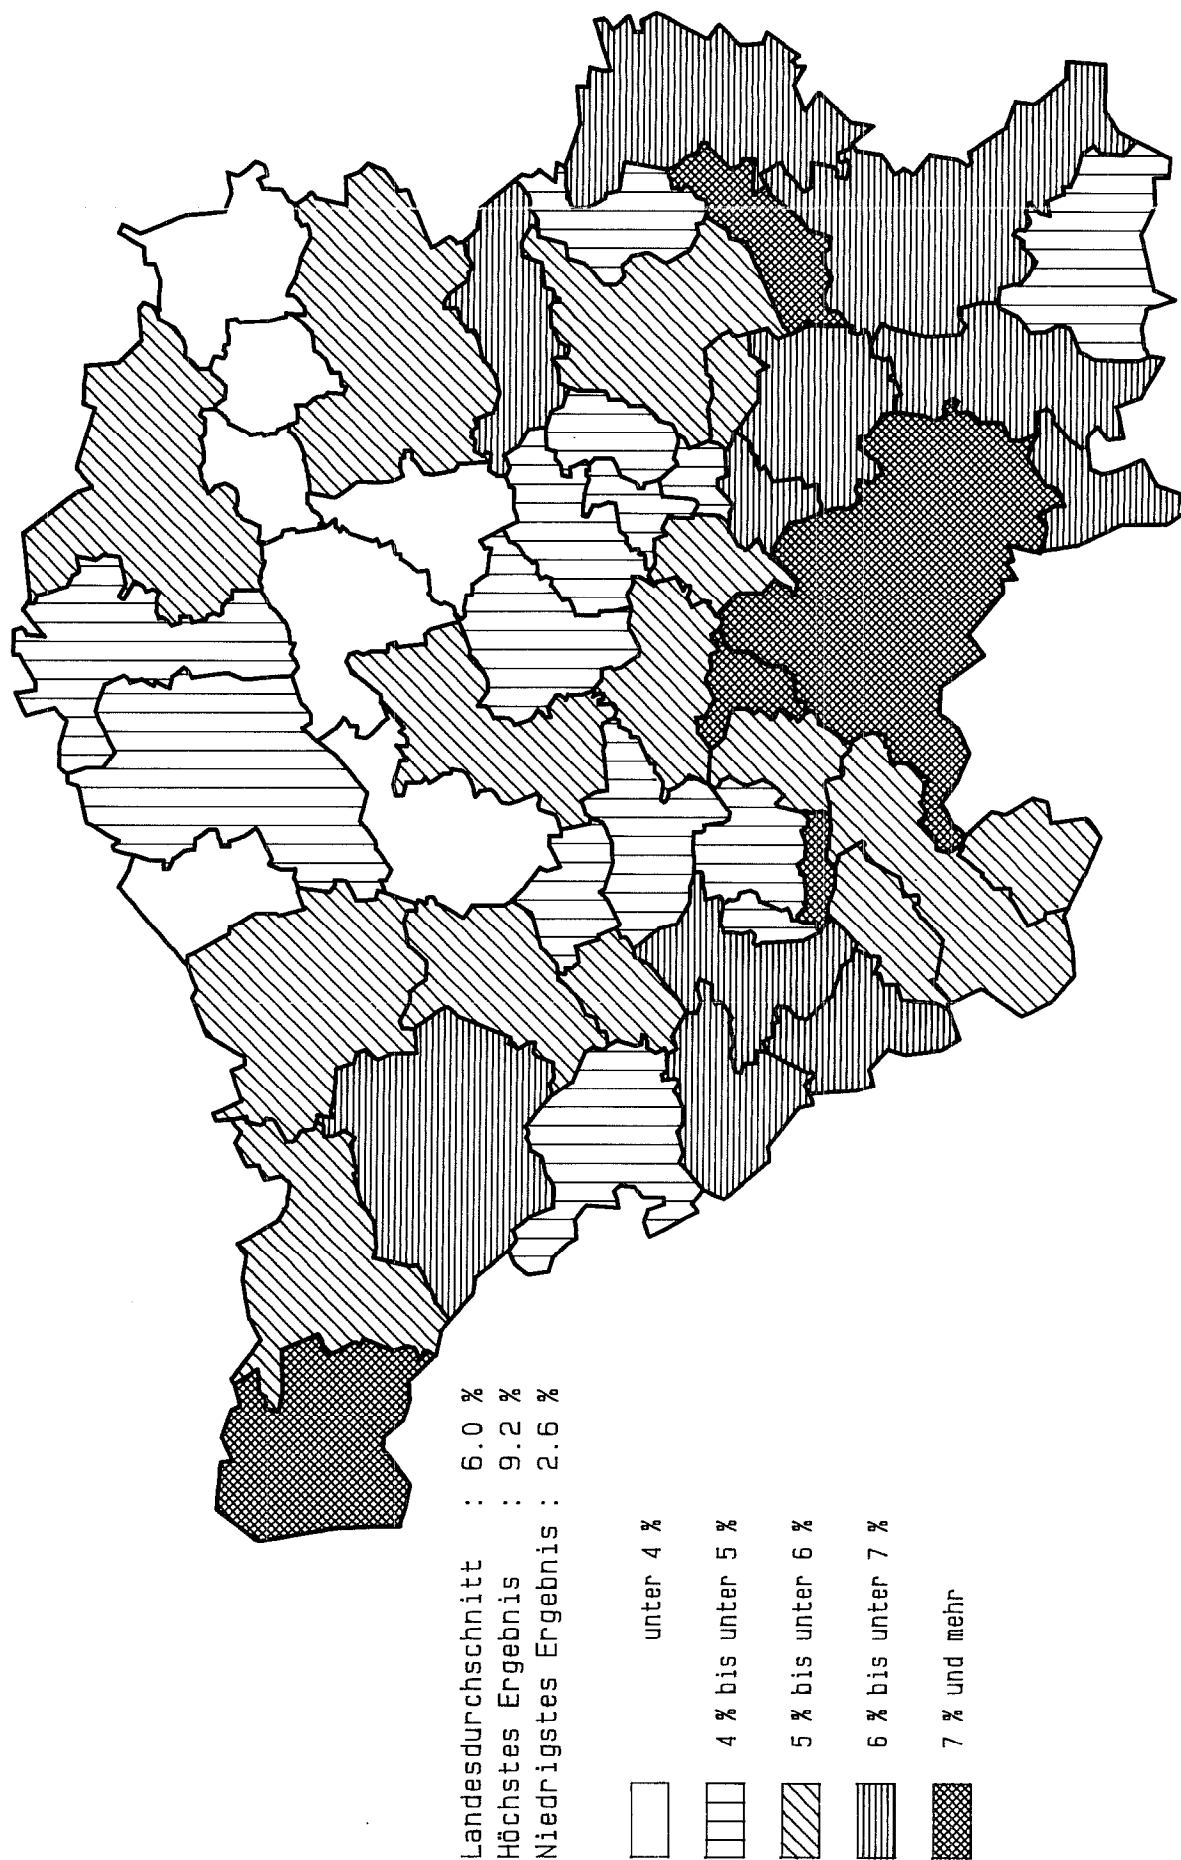 Landesdurchschnitt : 6.0 %
Höchstes Ergebnis : 9.2 %
Niedrigstes Ergebnis : 2.6 %
unter 4 %
4 % bis unter 5 %
5 % bis unter 6 %
6 % bis unter 7 %
7 % und mehr